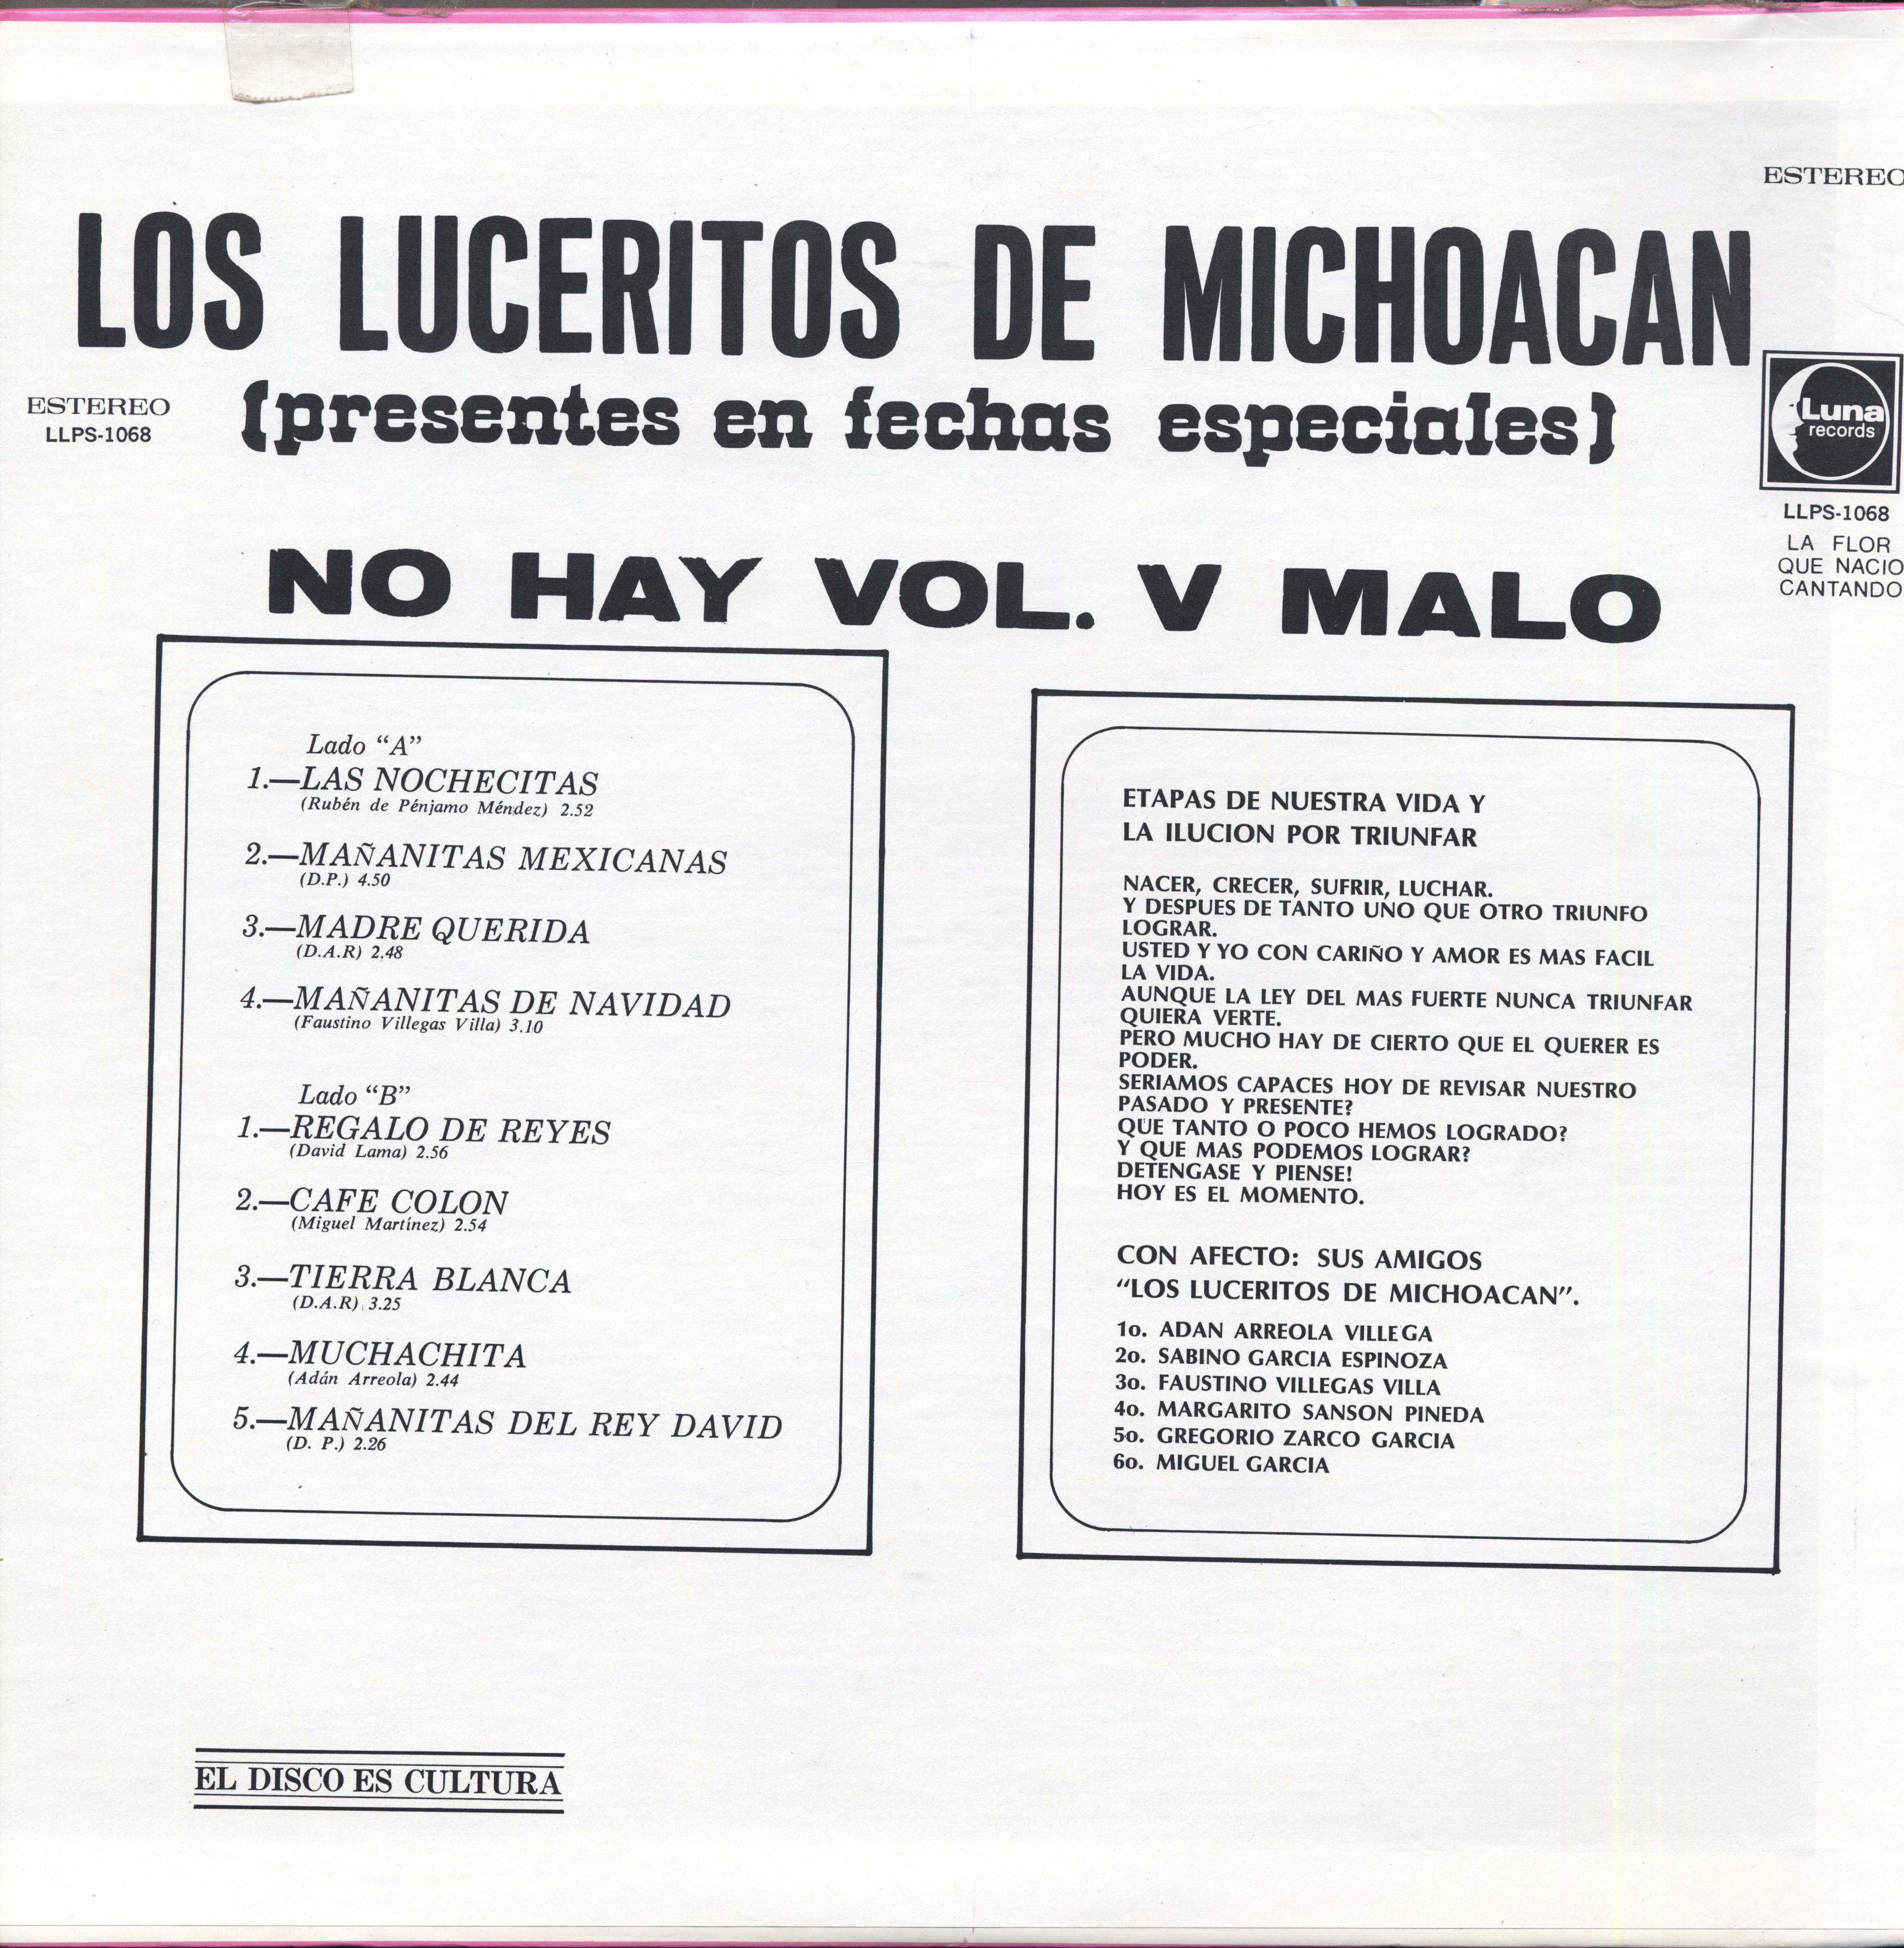 ESTEREO
LOS LUCERITOS DE MICHOACAN
ESTEREO
LLPS-1068
(presentes en fechas especiales)
Luna
records
LLPS-1068
LA FLOR
QUE NACIO
CANTANDO
NO HAY VOL. V MALO
Lado “A”
1.—LAS NOCHECITAS
(Rubén de Pénjamo Méndez) 2.52
2.—MAÑANITAS MEXICANAS
(D.P.) 4.50
3.—MADRE QUERIDA
(D.A.R) 2.48
4.—MAÑANITAS DE NAVIDAD
(Faustino Villegas Villa) 3.10
Lado “B”
1.—REGALO DE REYES
(David Lama) 2.56
2.—CAFE COLON
(Miguel Martínez) 2.54
3.—TIERRA BLANCA
(D.A.R) 3.25
4.—MUCHACHITA
(Adán Arreola) 2.44
5.—MAÑANITAS DEL REY DAVID
(D. P.) 2.26
ETAPAS DE NUESTRA VIDA Y
LA ILUCION POR TRIUNFAR
NACER, CRECER, SUFRIR, LUCHAR.
Y DESPUES DE TANTO UNO QUE OTRO TRIUNFO
LOGRAR.
USTED Y YO CON CARIÑO Y AMOR ES MAS FACIL
LA VIDA.
AUNQUE LA LEY DEL MAS FUERTE NUNCA TRIUNFAR
QUIERA VERTE.
PERO MUCHO HAY DE CIERTO QUE EL QUERER ES
PODER.
SERIAMOS CAPACES HOY DE REVISAR NUESTRO
PASADO Y PRESENTE?
QUE TANTO O POCO HEMOS LOGRADO?
Y QUE MAS PODEMOS LOGRAR?
DETENGASE Y PIENSE!
HOY ES EL MOMENTO.
CON AFECTO: SUS AMIGOS
“LOS LUCERITOS DE MICHOACAN”.
1o. ADAN ARREOLA VILLEGA
2o. SABINO GARCIA ESPINOZA
3o. FAUSTINO VILLEGAS VILLA
4o. MARGARITO SANSON PINEDA
5o. GREGORIO ZARCO GARCIA
6o. MIGUEL GARCIA
EL DISCO ES CULTURA